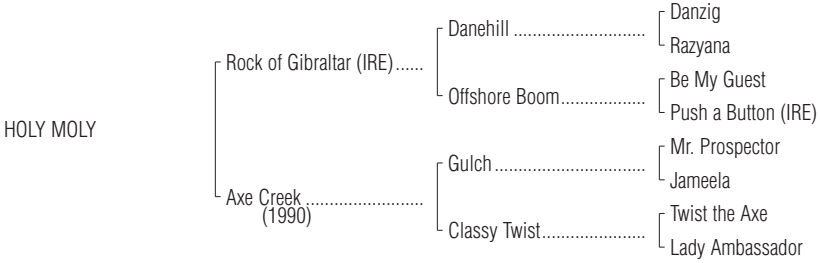 Danzig
Danehill ............................
Razyana
Rock of Gibraltar (IRE)......
Be My Guest
Offshore Boom..................
Push a Button (IRE)
HOLY MOLY
Mr. Prospector
Gulch................................
Jameela
Axe Creek .........................
(1990)
Twist the Axe
Classy Twist......................
Lady Ambassador